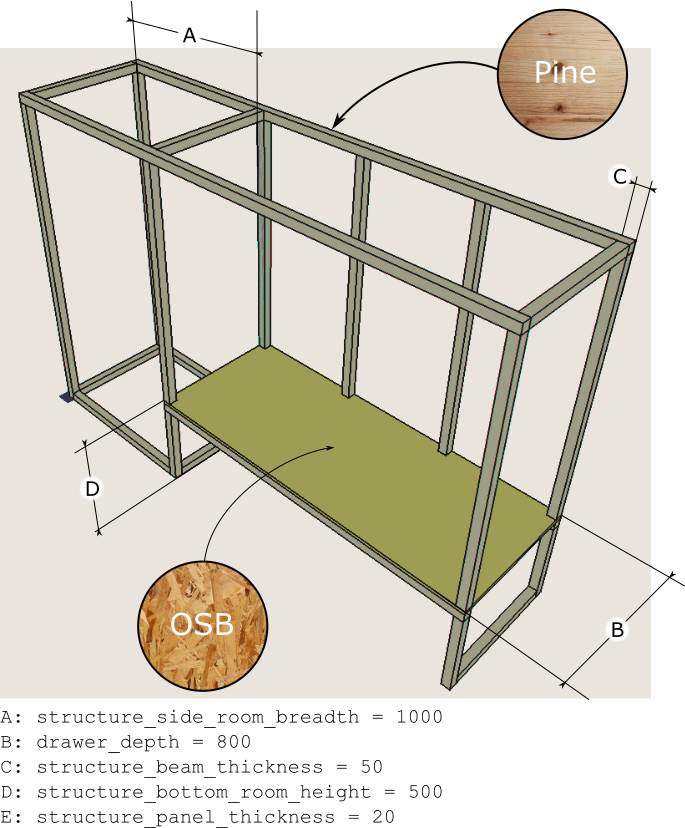 A
Pine
C
D
OSB
B
A: structure_side_room_breadth = 1000
B: drawer_depth = 800
C: structure_beam_thickness = 50
D: structure_bottom_room_height = 500
E: structure_panel_thickness = 20